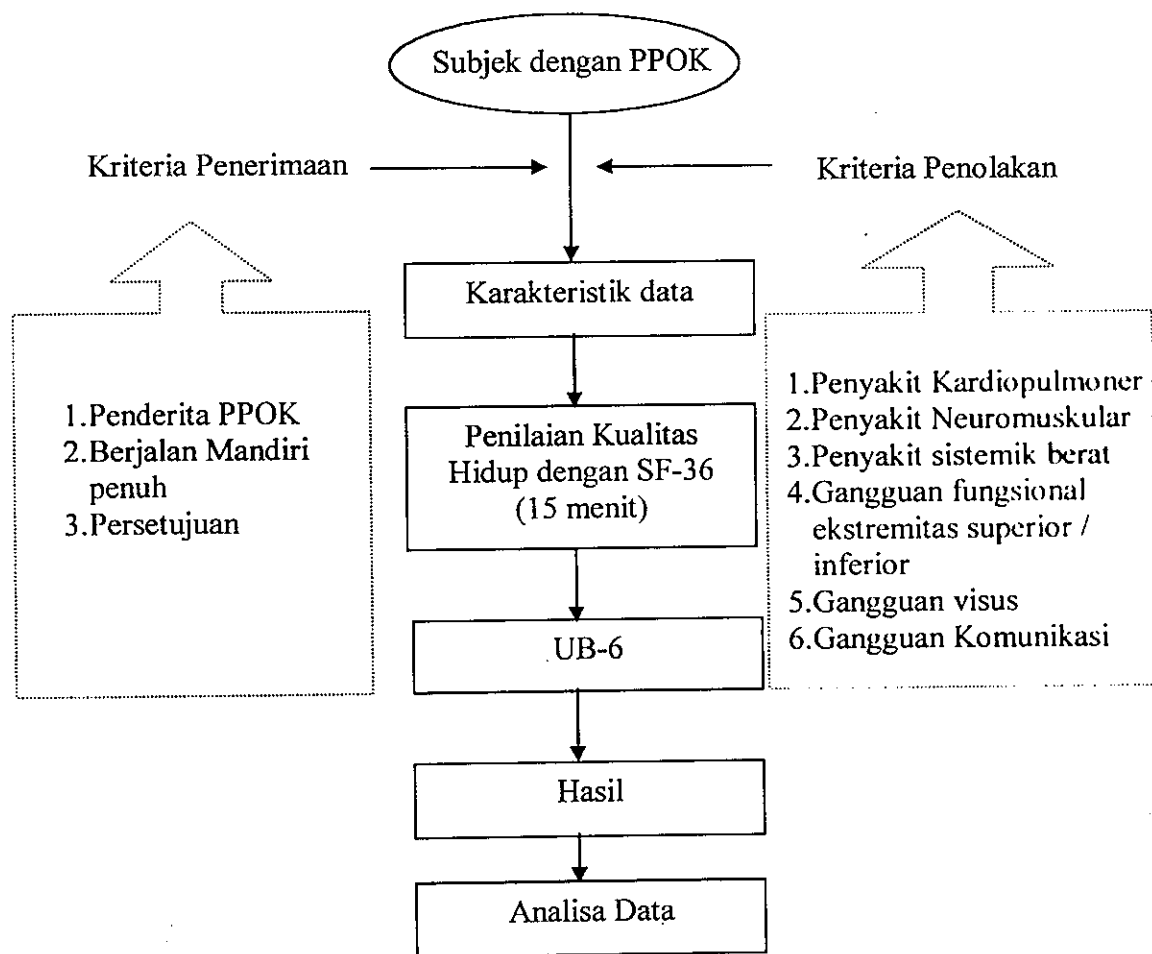 Subjek dengan PPOK
Kriteria Penerimaan
Kriteria Penolakan
Karakteristik data
1.Penderita PPOK
2.Berjalan Mandiri
penuh
3.Persetujuan
Penilaian Kualitas
Hidup dengan SF-36
(15 menit)
1.Penyakit Kardiopulmoner
2.Penyakit Neuromuskular
3.Penyakit sistemik berat
4.Gangguan fungsional
ekstremitas superior /
inferior
5.Gangguan visus
6.Gangguan Komunikasi
UB-6
Hasil
Analisa Data